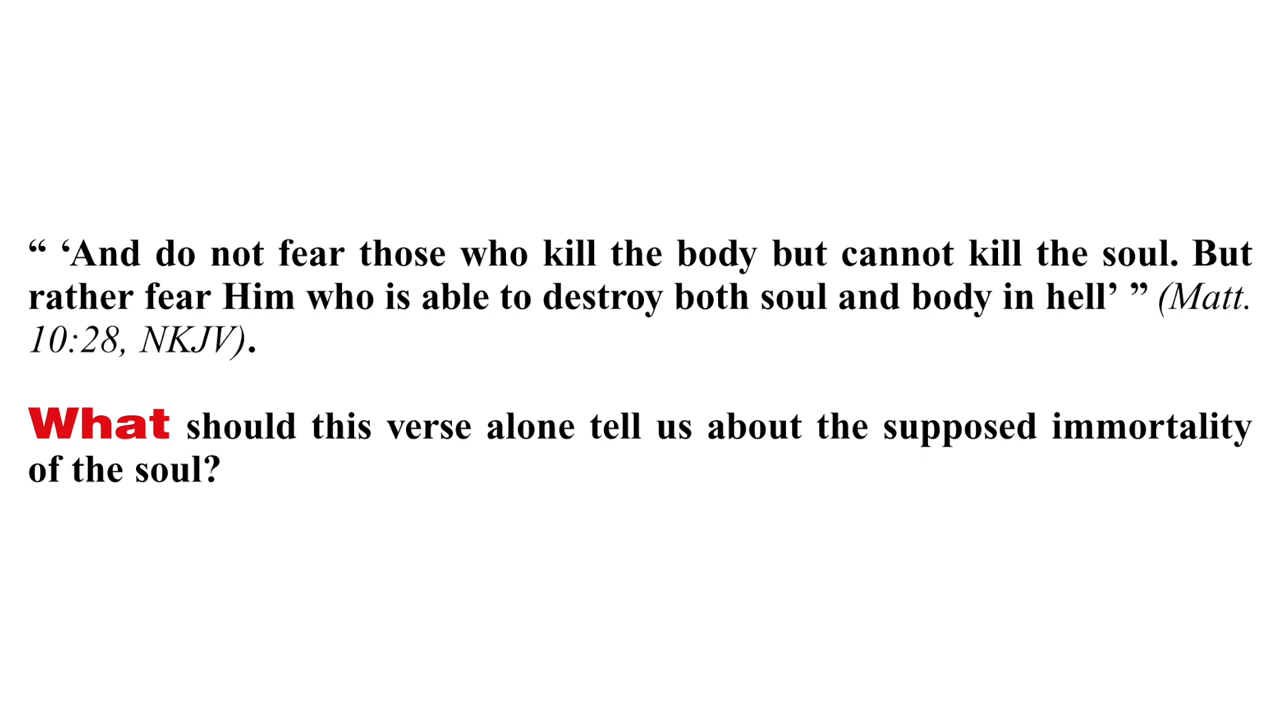 “ ‘And do not fear those who kill the body but cannot kill the soul. But
rather fear Him who is able to destroy both soul and body in hell’ ” (Matt.
10:28, NKJV).
What should this verse alone tell us about the supposed immortality
of the soul?